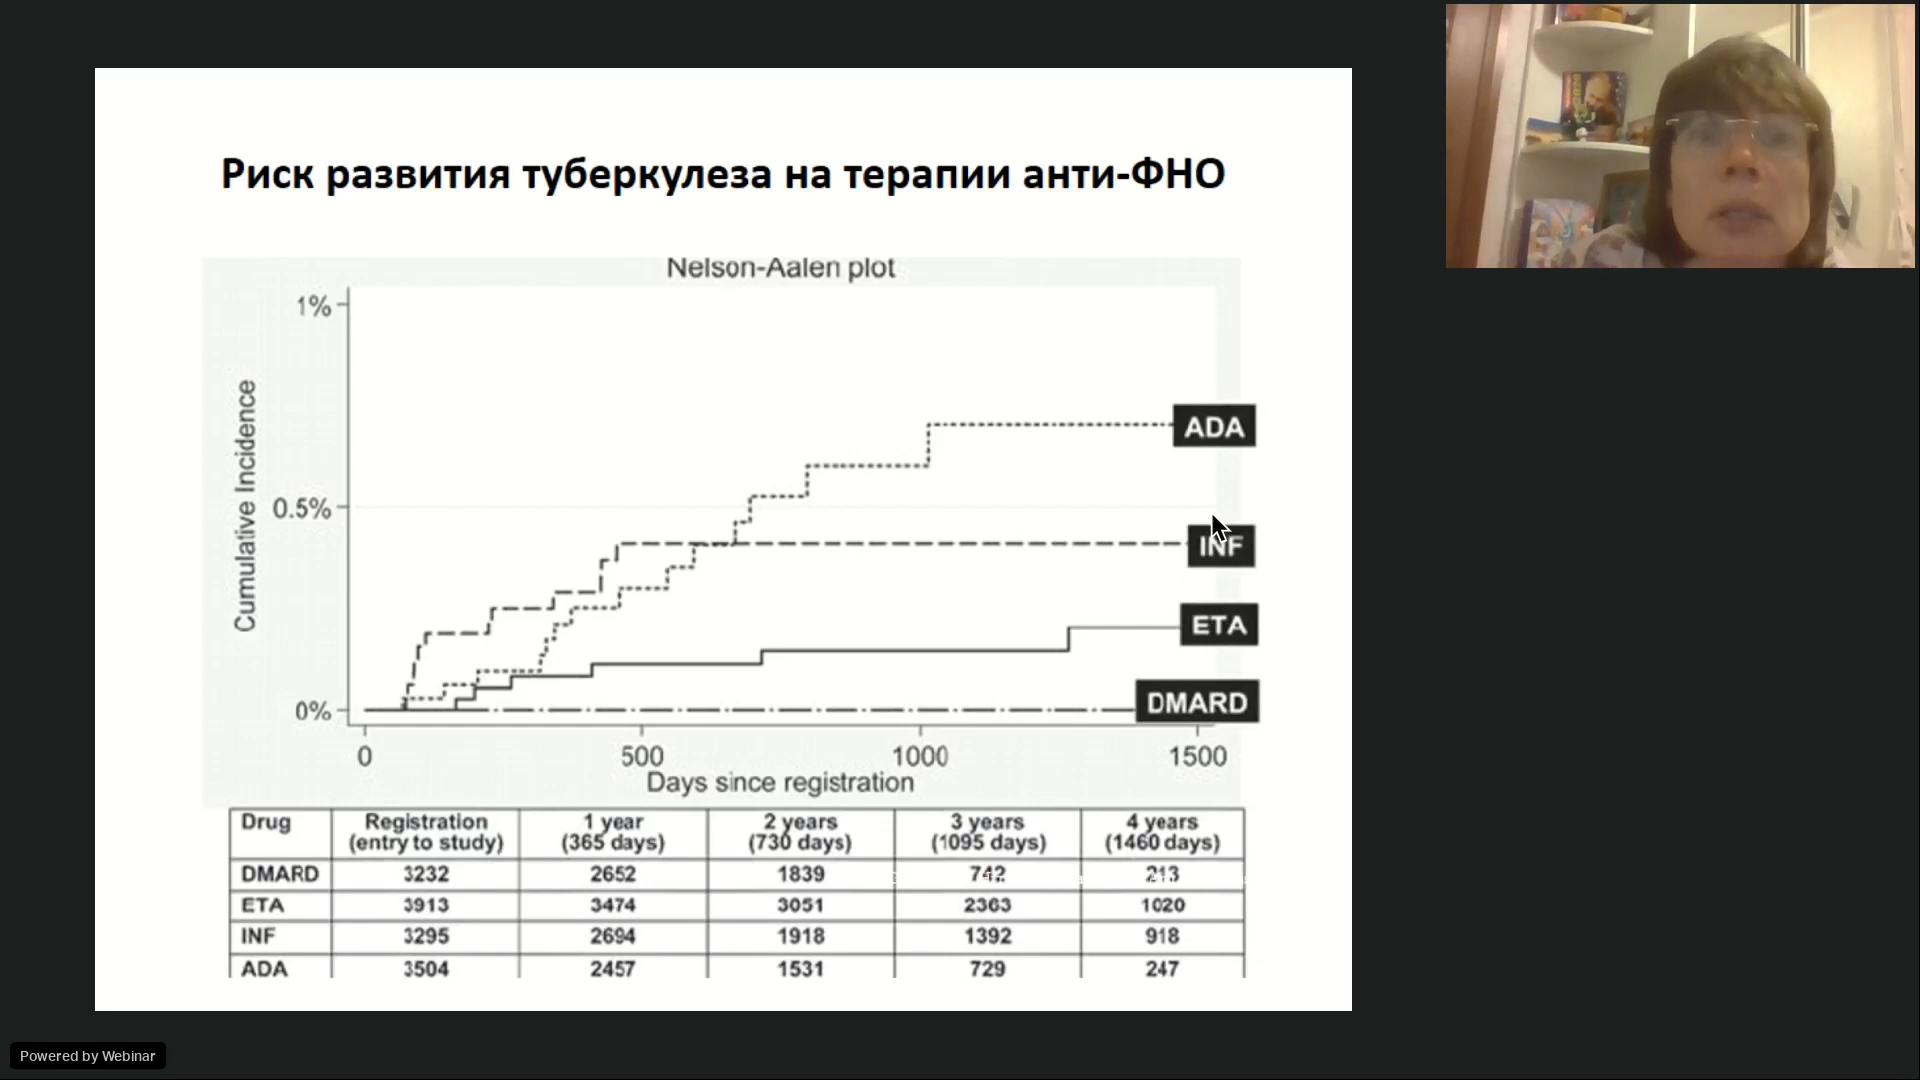 Риск развития туберкулеза на терапии анти-ФНО
Nelson-Aalen plot
1%
0.5%
0%
Cumulative Incidence
ADA
INF
ETA
DMARD
0 500 1000 1500
Days since registration
Drug Registration (entry to study) 1 year (365 days) 2 years (730 days) 3 years (1095 days) 4 years (1460 days)
DMARD 3232 2652 1839 742 213
ETA 3913 3474 3051 2363 1020
INF 3295 2694 1918 1392 918
ADA 3504 2457 1531 729 247
Powered by Webinar